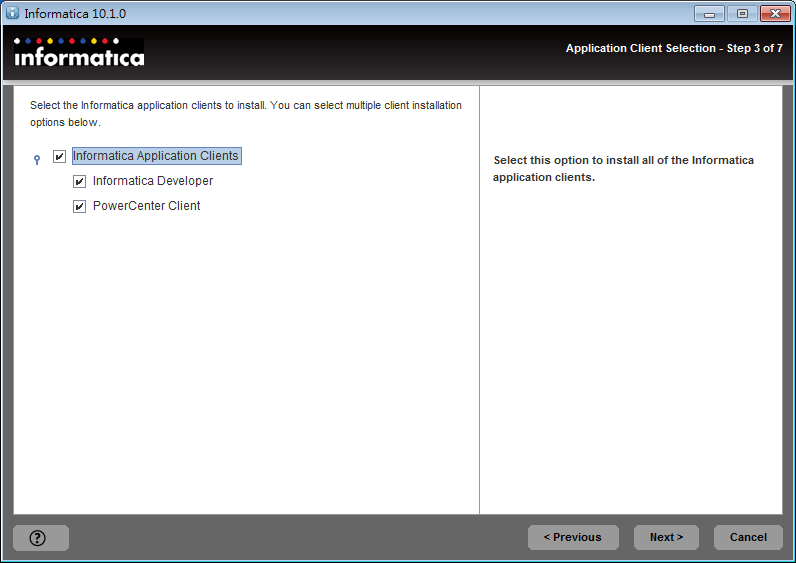 Informatica 10.1.0
informatica
Application Client Selection - Step 3 of 7
Select the Informatica application clients to install. You can select multiple client installation
options below.
Informatica Application Clients
Informatica Developer
PowerCenter Client
Select this option to install all of the Informatica
application clients.
?
< Previous
Next >
Cancel